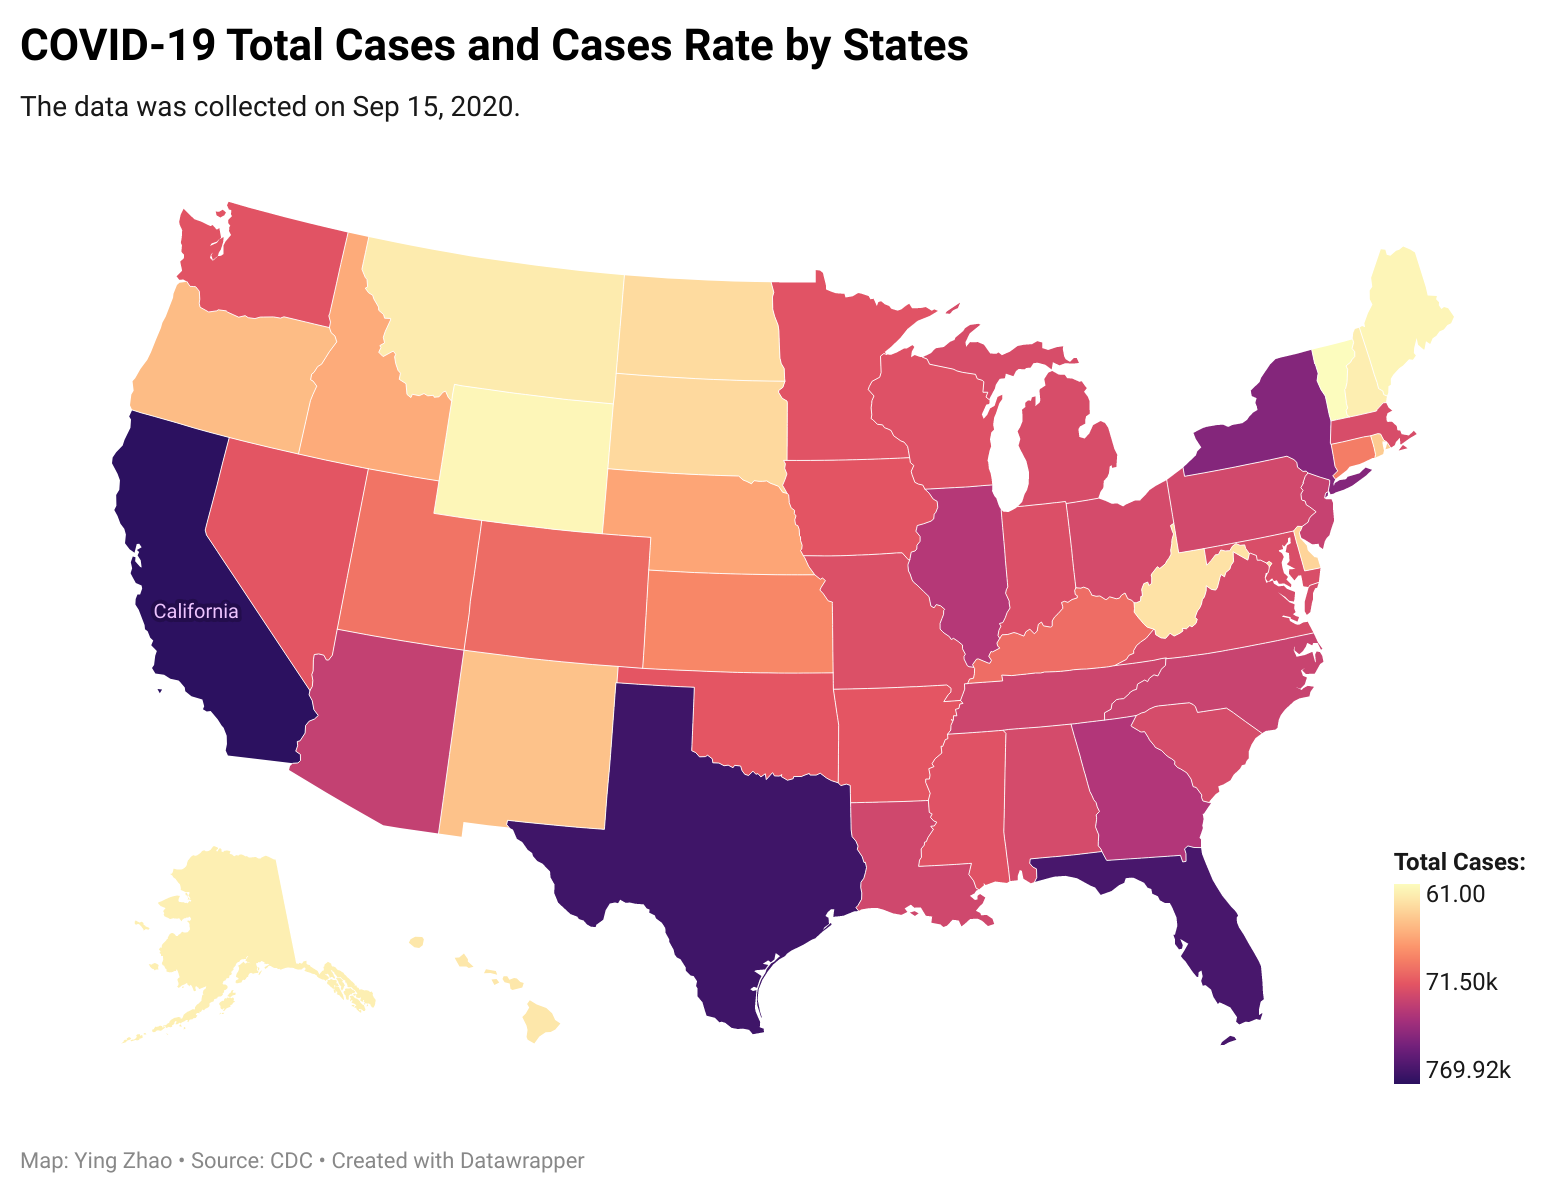 COVID-19 Total Cases and Cases Rate by States
The data was collected on Sep 15, 2020.
California
Total Cases:
61.00
71.50k
769.92k
Map: Ying Zhao • Source: CDC • Created with Datawrapper